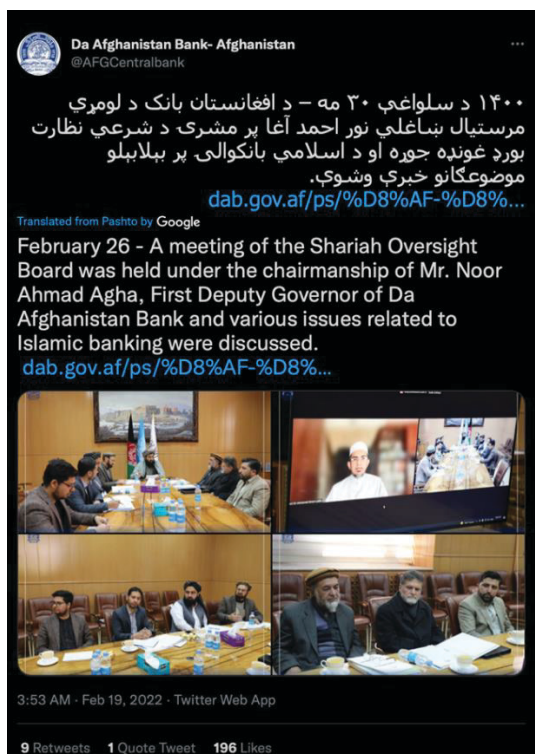 Da Afghanistan Bank- Afghanistan
@AFGCentralbank
۱۴۰۰ د سلواغې ۳۰ مه – د افغانستان بانک د لومړي
مرستیال ښاغلي نور احمد آغا پر مشرۍ د شرعي نظارت
بورډ غونډه جوړه او د اسلامي بانکوالۍ پر بېلابېلو
موضوعګانو خبرې وشوې.
dab.gov.af/ps/%D8%AF-%D8%...
Translated from Pashto by Google
February 26 - A meeting of the Shariah Oversight
Board was held under the chairmanship of Mr. Noor
Ahmad Agha, First Deputy Governor of Da
Afghanistan Bank and various issues related to
Islamic banking were discussed.
dab.gov.af/ps/%D8%AF-%D8%...
3:53 AM · Feb 19, 2022 · Twitter Web App
9 Retweets 1 Quote Tweet 196 Likes